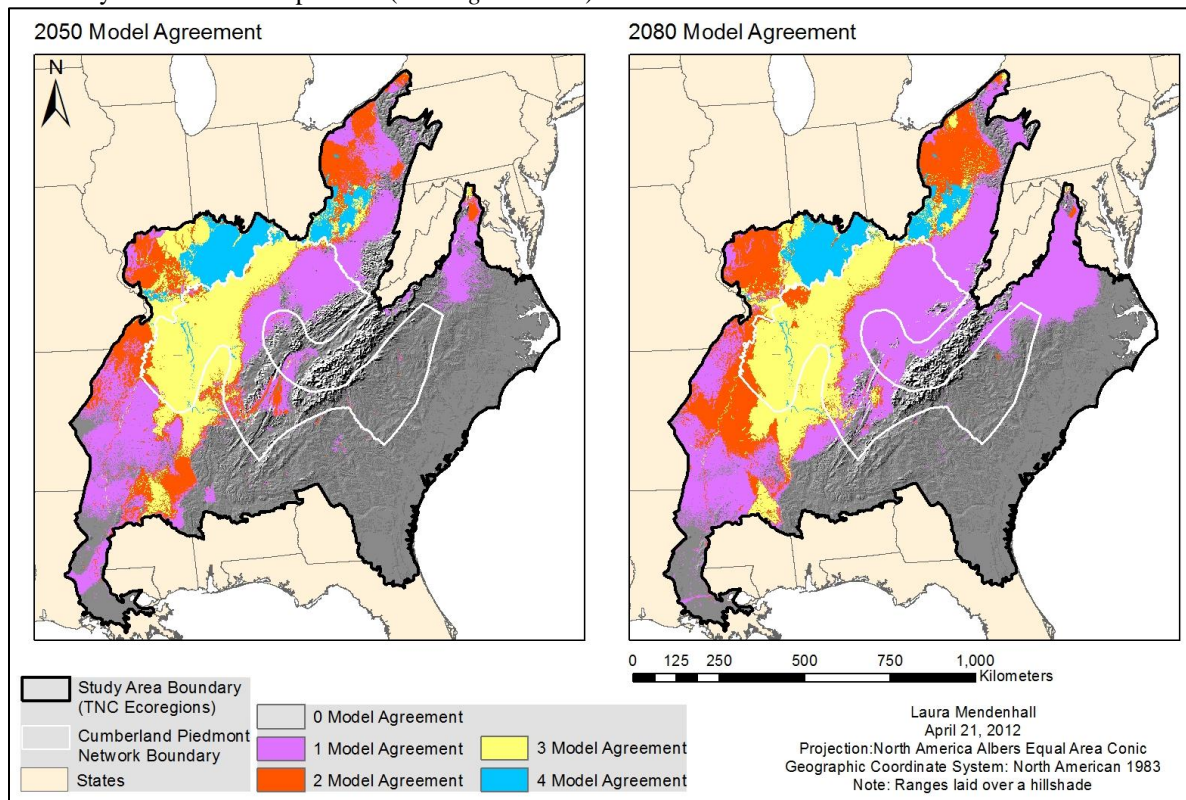 2050 Model Agreement
2080 Model Agreement
N
0 125 250 500 750 1,000
Kilometers
Study Area Boundary
(TNC Ecoregions)
Cumberland Piedmont
Network Boundary
States
0 Model Agreement
1 Model Agreement
2 Model Agreement
3 Model Agreement
4 Model Agreement
Laura Mendenhall
April 21, 2012
Projection:North America Albers Equal Area Conic
Geographic Coordinate System: North American 1983
Note: Ranges laid over a hillshade